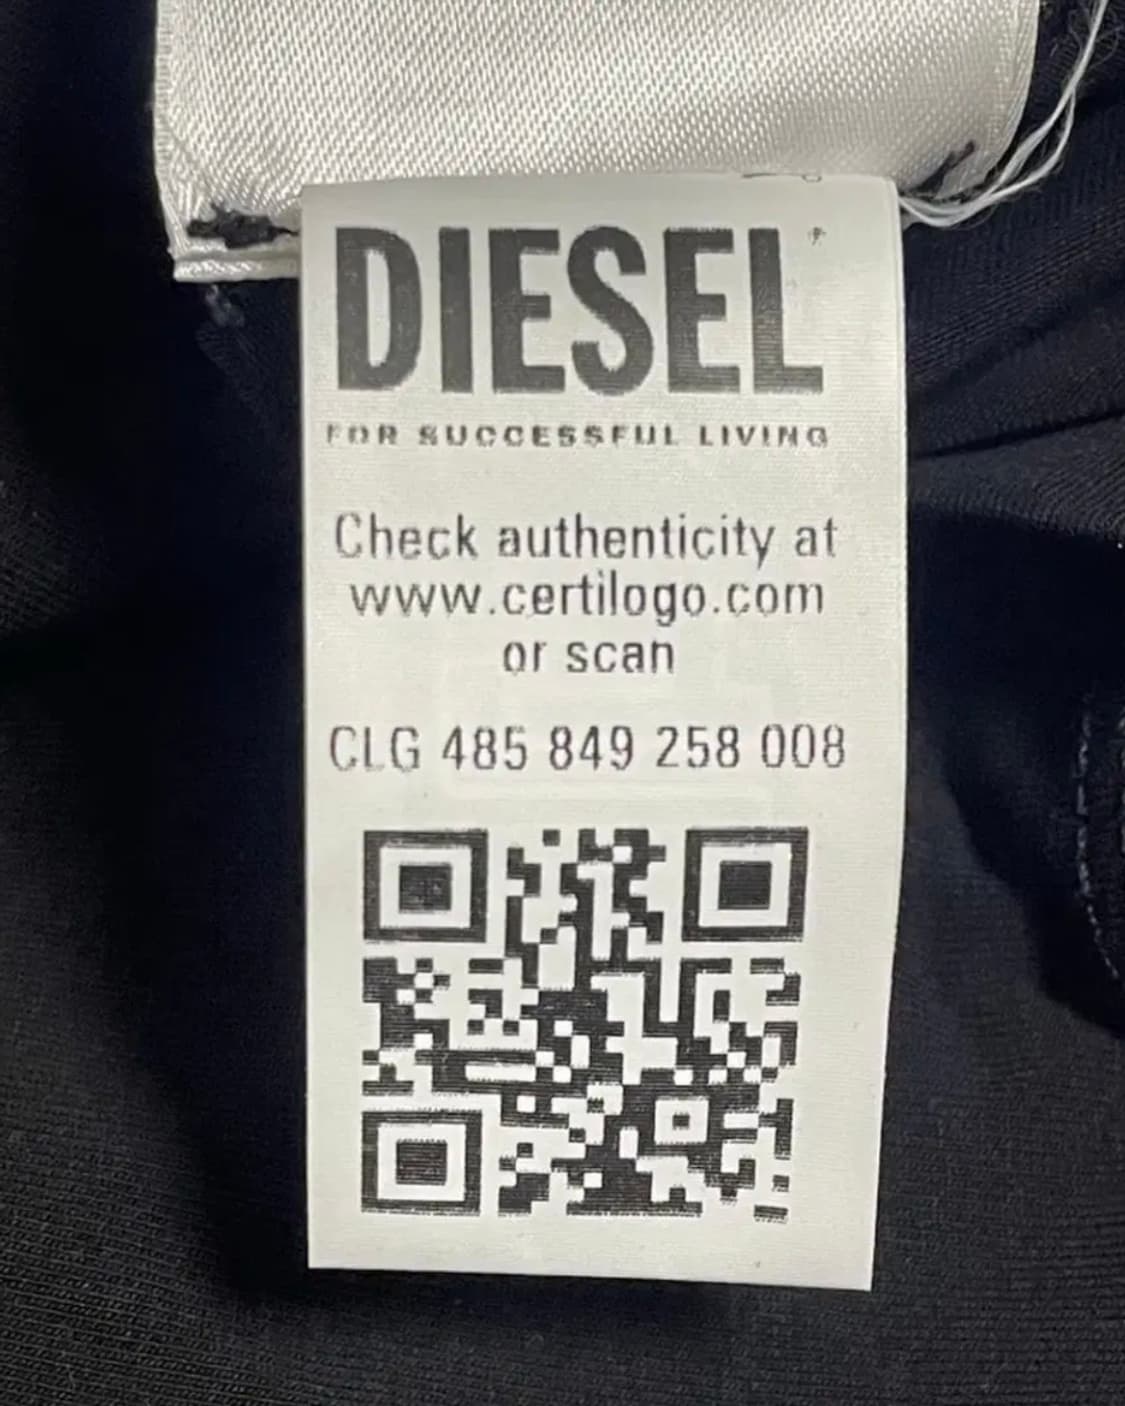 DIESEL
FOR SUCCESSFUL LIVING
Check authenticity at
www.certilogo.com
or scan
CLG 485 849 258 008